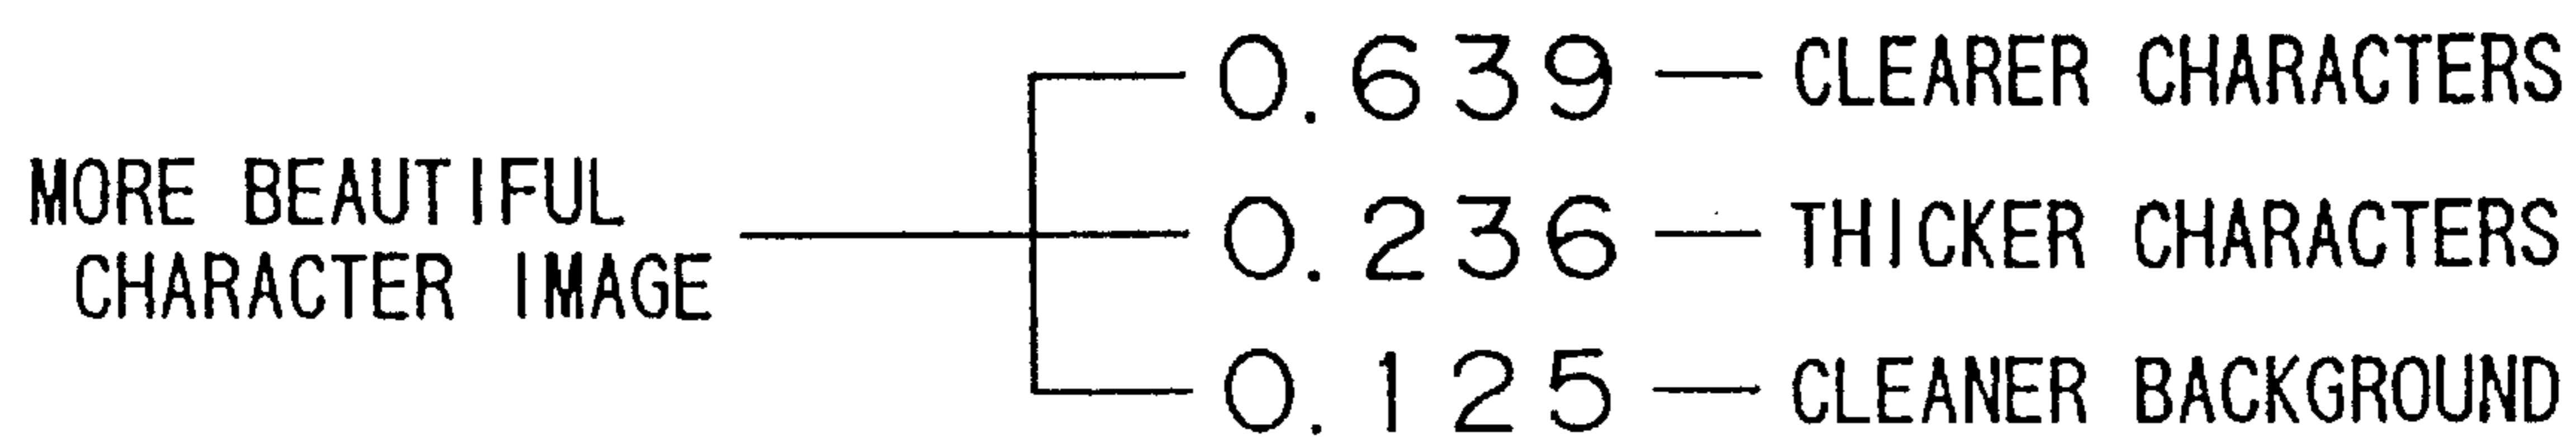 0.639 — CLEARER CHARACTERS
MORE BEAUTIFUL
CHARACTER IMAGE
0.236 — THICKER CHARACTERS
0.125 — CLEANER BACKGROUND